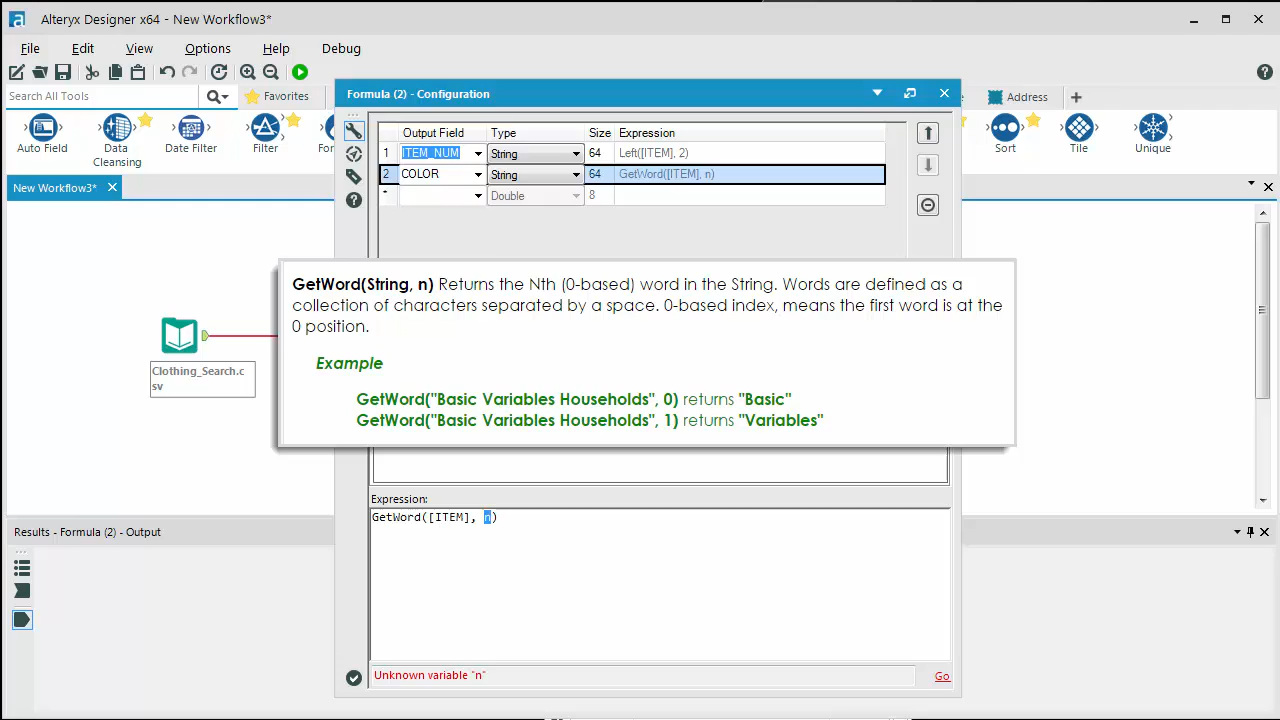 Alteryx Designer x64 - New Workflow3*
File Edit View Options Help Debug
Search All Tools
Favorites
Address
Auto Field
Data Cleansing
Date Filter
Filter
Sort
Tile
Unique
New Workflow3*
Formula (2) - Configuration
Output Field Type Size Expression
1 ITEM_NUM String 64 Left([ITEM], 2)
2 COLOR String 64 GetWord([ITEM], n)
* Double 8
GetWord(String, n) Returns the Nth (0-based) word in the String. Words are defined as a
collection of characters separated by a space. 0-based index, means the first word is at the
0 position.
Example
GetWord("Basic Variables Households", 0) returns "Basic"
GetWord("Basic Variables Households", 1) returns "Variables"
Clothing_Search.c
sv
Expression:
GetWord([ITEM], n)
Results - Formula (2) - Output
Unknown variable "n"
Go